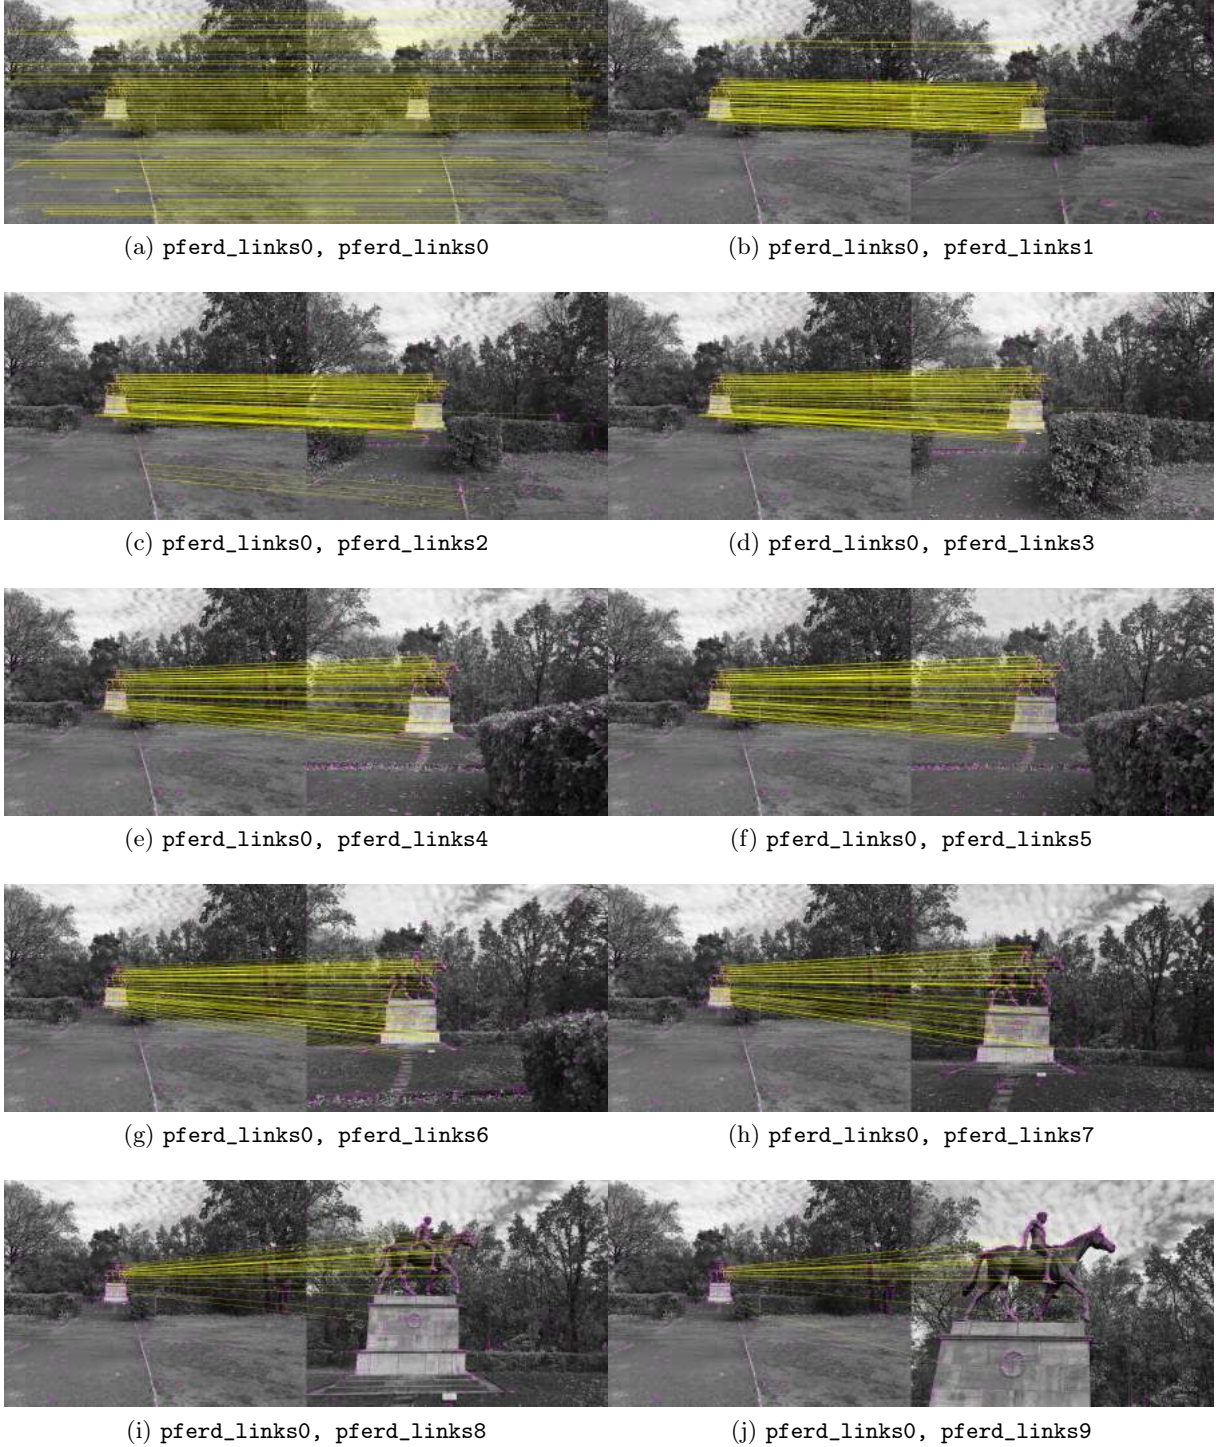 (a) pferd_links0, pferd_links0
(b) pferd_links0, pferd_links1
(c) pferd_links0, pferd_links2
(d) pferd_links0, pferd_links3
(e) pferd_links0, pferd_links4
(f) pferd_links0, pferd_links5
(g) pferd_links0, pferd_links6
(h) pferd_links0, pferd_links7
(i) pferd_links0, pferd_links8
(j) pferd_links0, pferd_links9